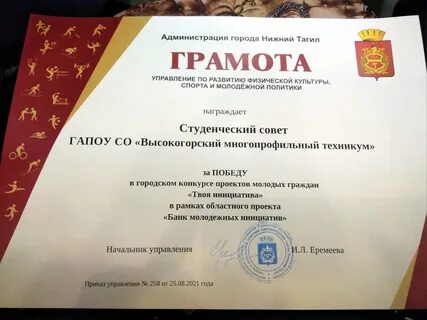 Администрация города Нижний Тагил
ГРАМОТА
УПРАВЛЕНИЕ ПО РАЗВИТИЮ ФИЗИЧЕСКОЙ КУЛЬТУРЫ,
СПОРТА И МОЛОДЁЖНОЙ ПОЛИТИКИ
награждает
Студенческий совет
ГАПОУ СО «Высокогорский многопрофильный техникум»
за ПОБЕДУ
в городском конкурсе проектов молодых граждан
«Твоя инициатива»
в рамках областного проекта
«Банк молодежных инициатив»
Начальник управления И.Л. Еремеева
Приказ управления № 258 от 25.08.2021 года